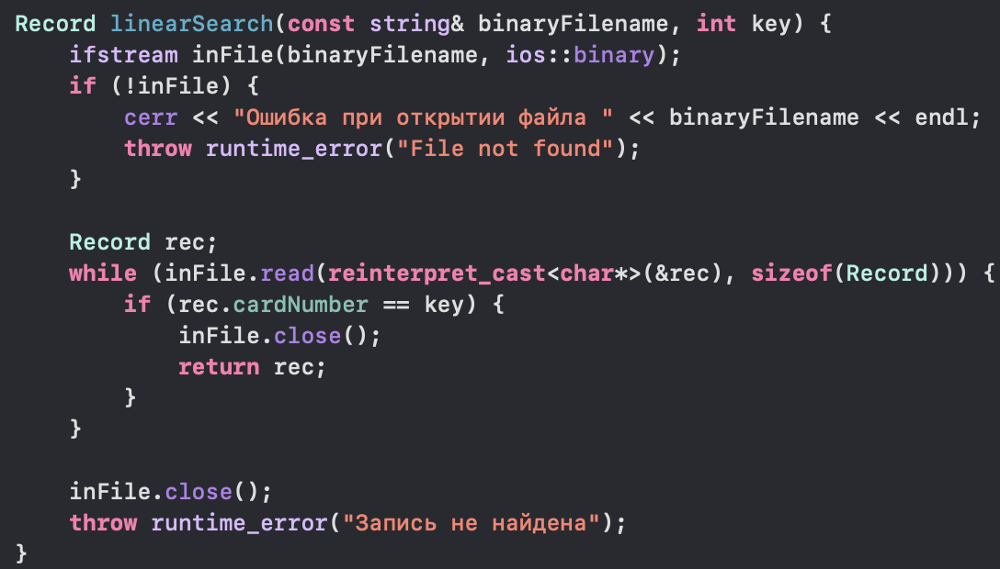 Record linearSearch(const string& binaryFilename, int key) {
    ifstream inFile(binaryFilename, ios::binary);
    if (!inFile) {
        cerr << "Ошибка при открытии файла " << binaryFilename << endl;
        throw runtime_error("File not found");
    }

    Record rec;
    while (inFile.read(reinterpret_cast<char*>(&rec), sizeof(Record))) {
        if (rec.cardNumber == key) {
            inFile.close();
            return rec;
        }
    }

    inFile.close();
    throw runtime_error("Запись не найдена");
}